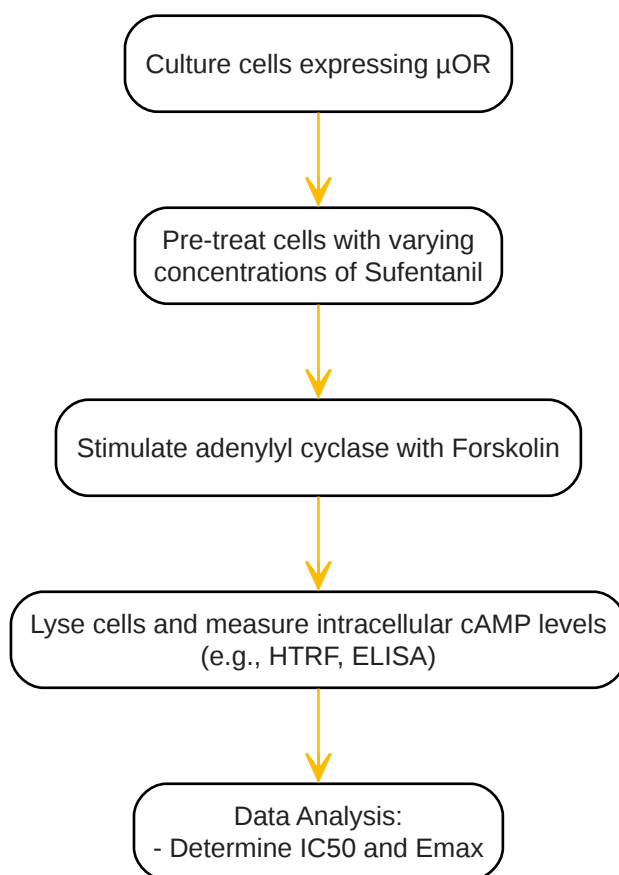 Culture cells expressing µOR
Pre-treat cells with varying
concentrations of Sufentanil
Stimulate adenylyl cyclase with Forskolin
Lyse cells and measure intracellular cAMP levels
(e.g., HTRF, ELISA)
Data Analysis:
- Determine IC50 and Emax